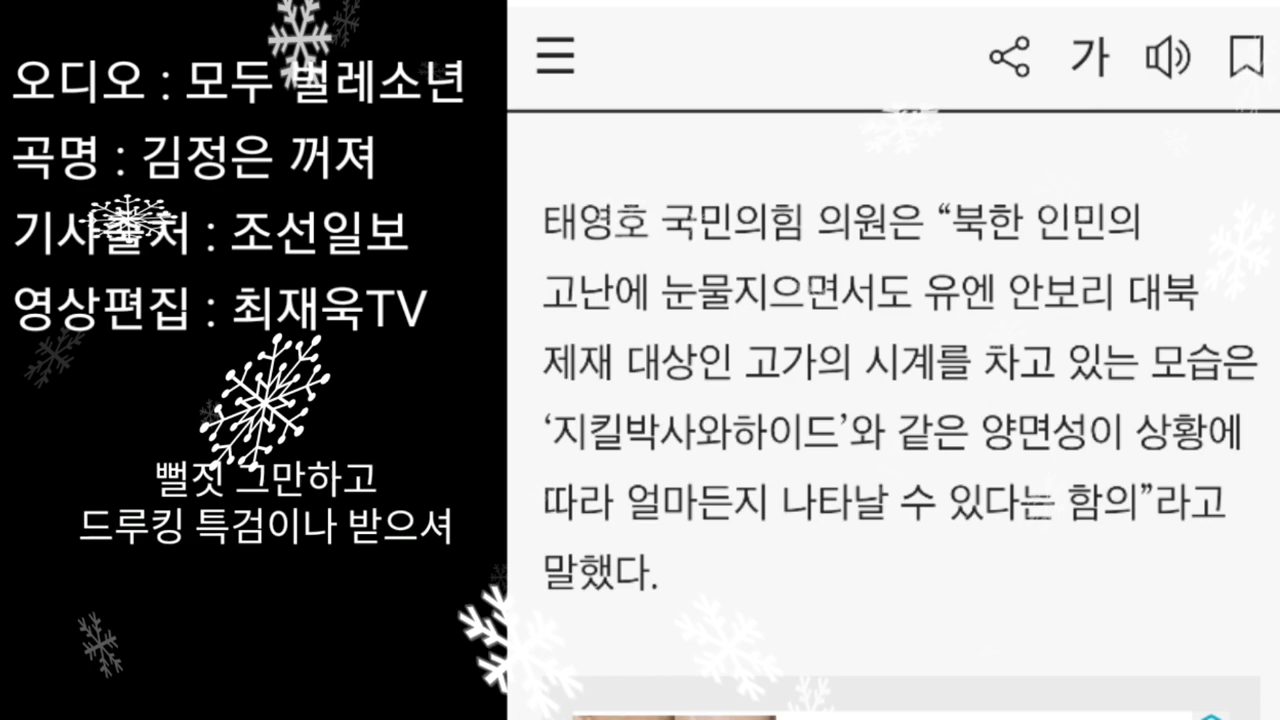 오디오 : 모두 벌레소년
곡명 : 김정은 꺼져
기사출처 : 조선일보
영상편집 : 최재욱TV
뻘짓 그만하고
드루킹 특검이나 받으셔
가
태영호 국민의힘 의원은 “북한 인민의
고난에 눈물지으면서도 유엔 안보리 대북
제재 대상인 고가의 시계를 차고 있는 모습은
‘지킬박사와하이드’와 같은 양면성이 상황에
따라 얼마든지 나타날 수 있다는 함의”라고
말했다.